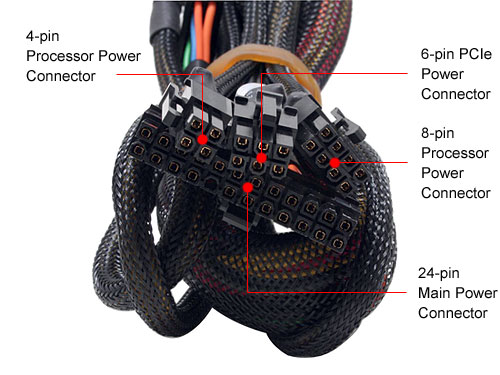 4-pin
Processor Power
Connector
6-pin PCIe
Power
Connector
8-pin
Processor
Power
Connector
24-pin
Main Power
Connector